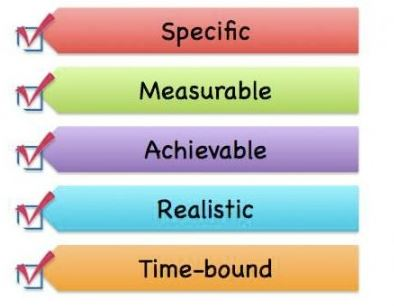 Specific
Measurable
Achievable
Realistic
Time-bound